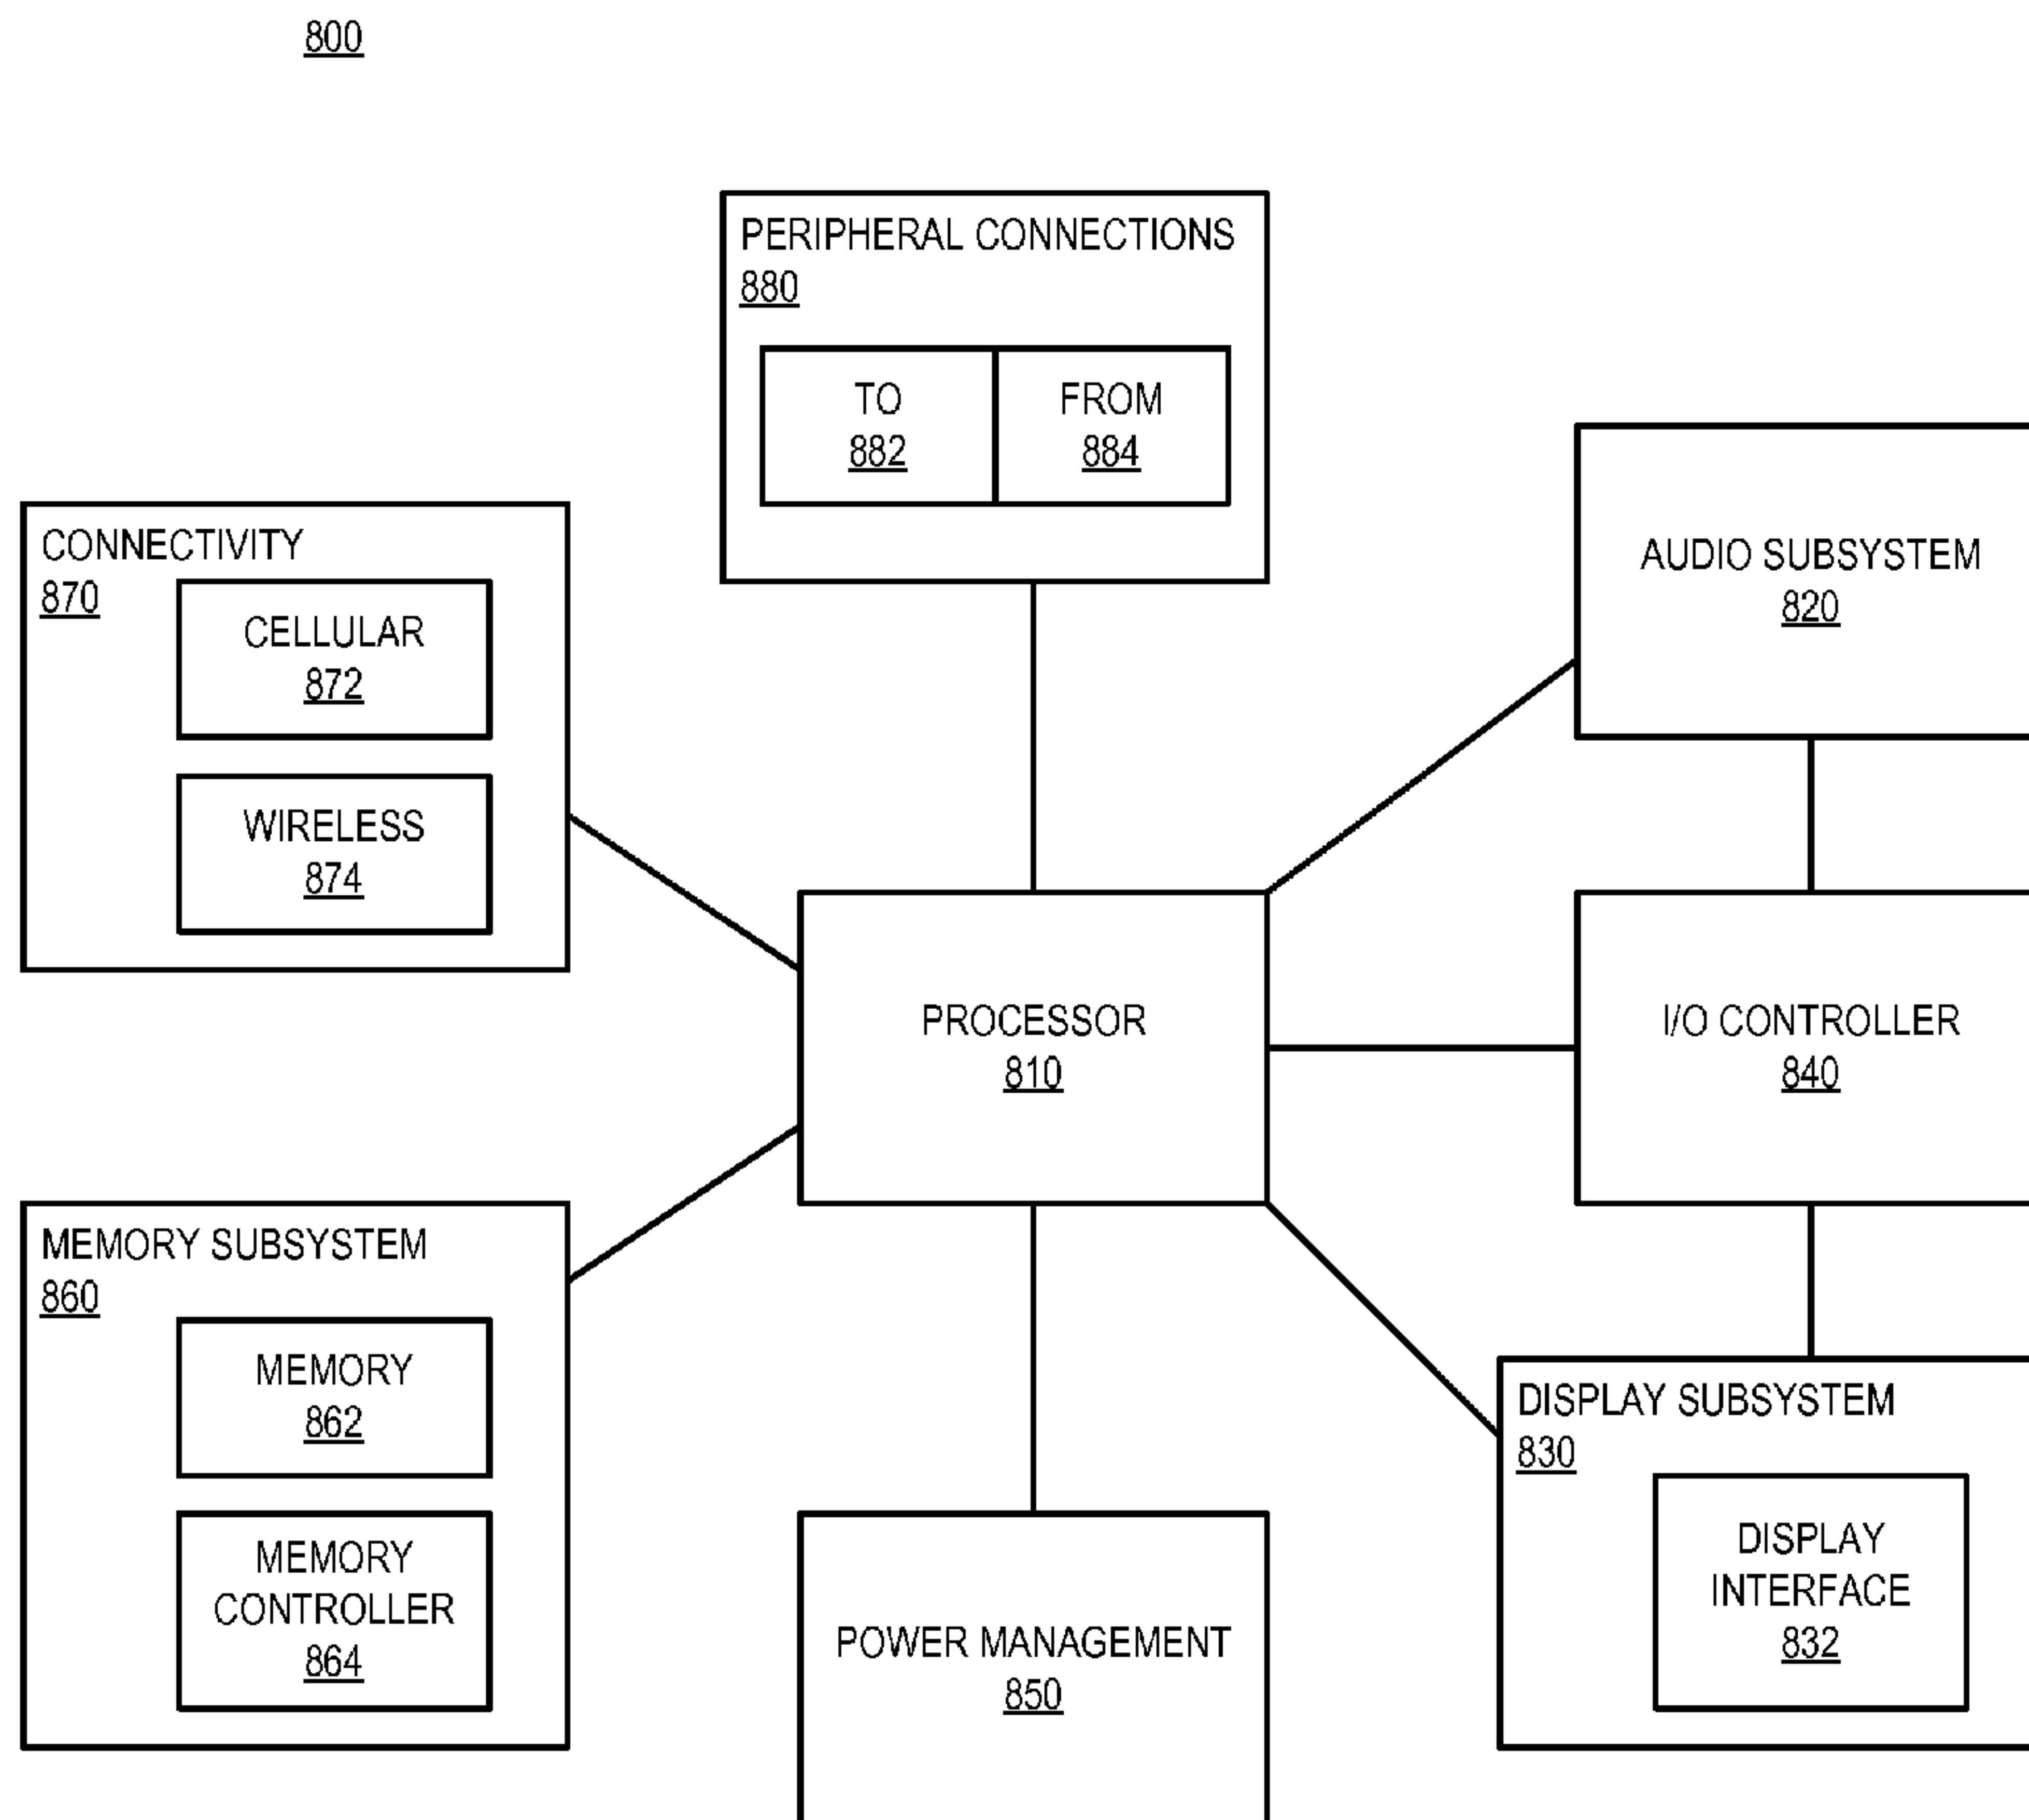 800
PERIPHERAL CONNECTIONS
880
TO
882
FROM
884
CONNECTIVITY
870
CELLULAR
872
WIRELESS
874
AUDIO SUBSYSTEM
820
PROCESSOR
810
I/O CONTROLLER
840
MEMORY SUBSYSTEM
860
MEMORY
862
MEMORY
CONTROLLER
864
POWER MANAGEMENT
850
DISPLAY SUBSYSTEM
830
DISPLAY
INTERFACE
832